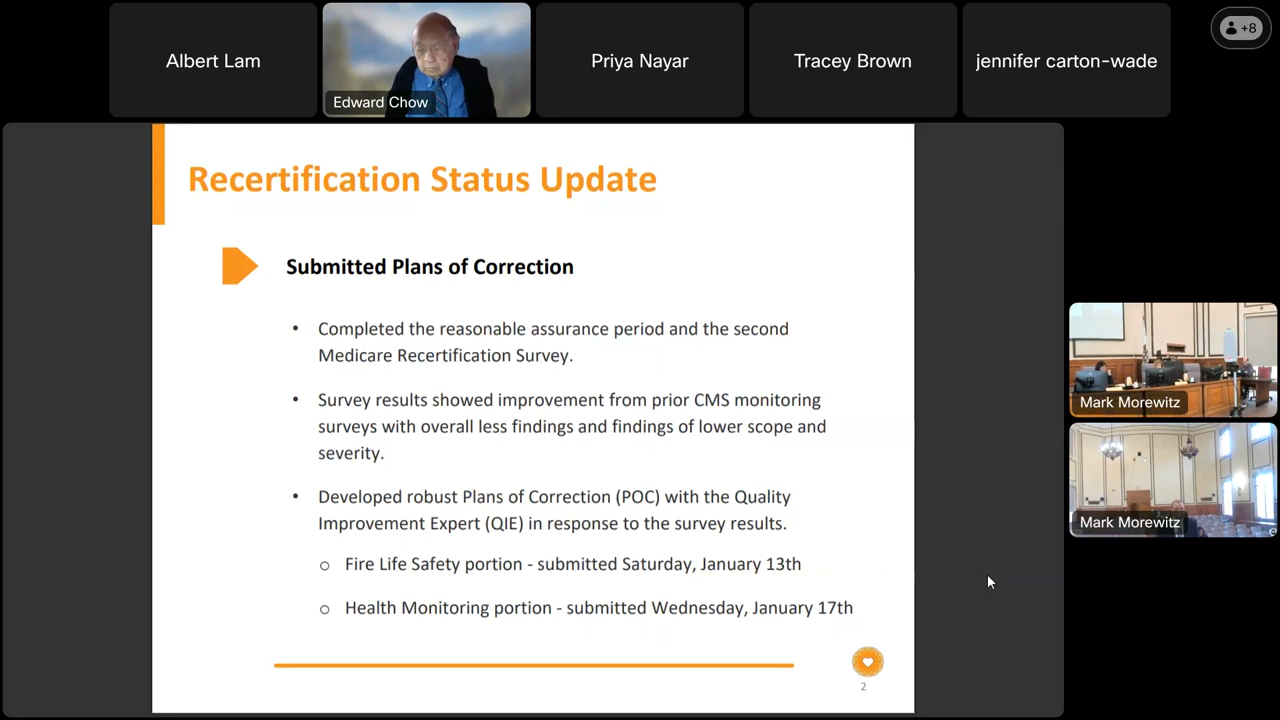 Albert Lam
Edward Chow
Priya Nayar
Tracey Brown
jennifer carton-wade
+8
Recertification Status Update
Submitted Plans of Correction
• Completed the reasonable assurance period and the second
Medicare Recertification Survey.
• Survey results showed improvement from prior CMS monitoring
surveys with overall less findings and findings of lower scope and
severity.
• Developed robust Plans of Correction (POC) with the Quality
Improvement Expert (QIE) in response to the survey results.
o Fire Life Safety portion - submitted Saturday, January 13th
o Health Monitoring portion - submitted Wednesday, January 17th
2
Mark Morewitz
Mark Morewitz